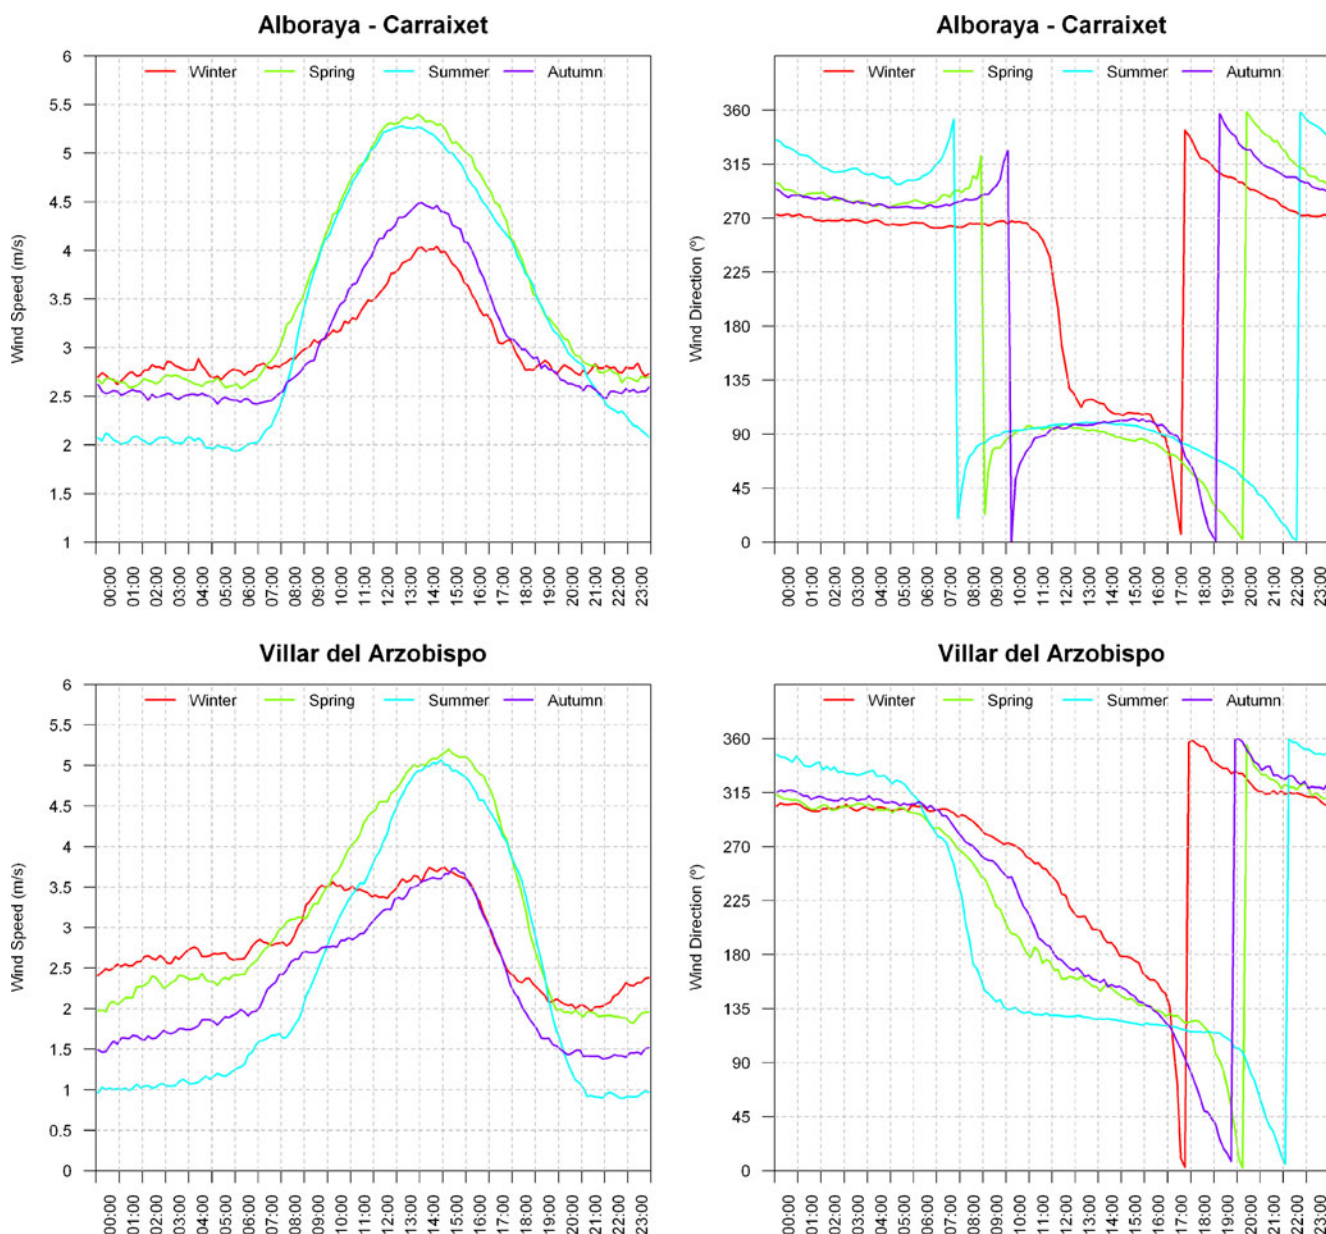 Alboraya - Carraixet
Winter Spring Summer Autumn
Wind Speed (m/s)
6
5.5
5
4.5
4
3.5
3
2.5
2
1.5
1
00:00 01:00 02:00 03:00 04:00 05:00 06:00 07:00 08:00 09:00 10:00 11:00 12:00 13:00 14:00 15:00 16:00 17:00 18:00 19:00 20:00 21:00 22:00 23:00
Alboraya - Carraixet
Winter Spring Summer Autumn
Wind Direction (º)
360
315
270
225
180
135
90
45
0
00:00 01:00 02:00 03:00 04:00 05:00 06:00 07:00 08:00 09:00 10:00 11:00 12:00 13:00 14:00 15:00 16:00 17:00 18:00 19:00 20:00 21:00 22:00 23:00
Villar del Arzobispo
Winter Spring Summer Autumn
Wind Speed (m/s)
6
5.5
5
4.5
4
3.5
3
2.5
2
1.5
1
0.5
0
00:00 01:00 02:00 03:00 04:00 05:00 06:00 07:00 08:00 09:00 10:00 11:00 12:00 13:00 14:00 15:00 16:00 17:00 18:00 19:00 20:00 21:00 22:00 23:00
Villar del Arzobispo
Winter Spring Summer Autumn
Wind Direction (º)
360
315
270
225
180
135
90
45
0
00:00 01:00 02:00 03:00 04:00 05:00 06:00 07:00 08:00 09:00 10:00 11:00 12:00 13:00 14:00 15:00 16:00 17:00 18:00 19:00 20:00 21:00 22:00 23:00